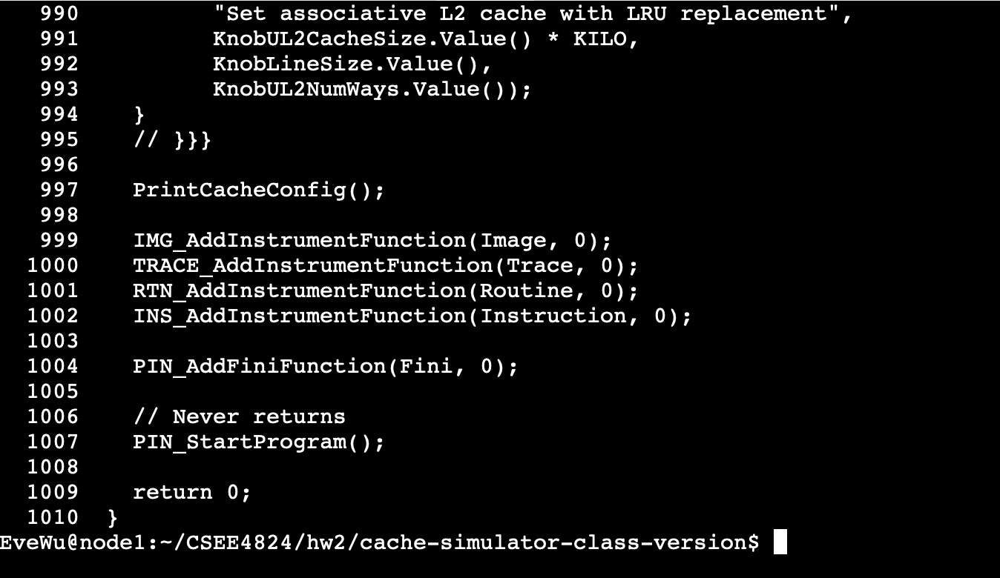 990          "Set associative L2 cache with LRU replacement",
991          KnobUL2CacheSize.Value() * KILO,
992          KnobLineSize.Value(),
993          KnobUL2NumWays.Value());
994    }
995    // }}}
996
997    PrintCacheConfig();
998
999    IMG_AddInstrumentFunction(Image, 0);
1000    TRACE_AddInstrumentFunction(Trace, 0);
1001    RTN_AddInstrumentFunction(Routine, 0);
1002    INS_AddInstrumentFunction(Instruction, 0);
1003
1004    PIN_AddFiniFunction(Fini, 0);
1005
1006    // Never returns
1007    PIN_StartProgram();
1008
1009    return 0;
1010  }
EveWu@node1:~/CSEE4824/hw2/cache-simulator-class-version$